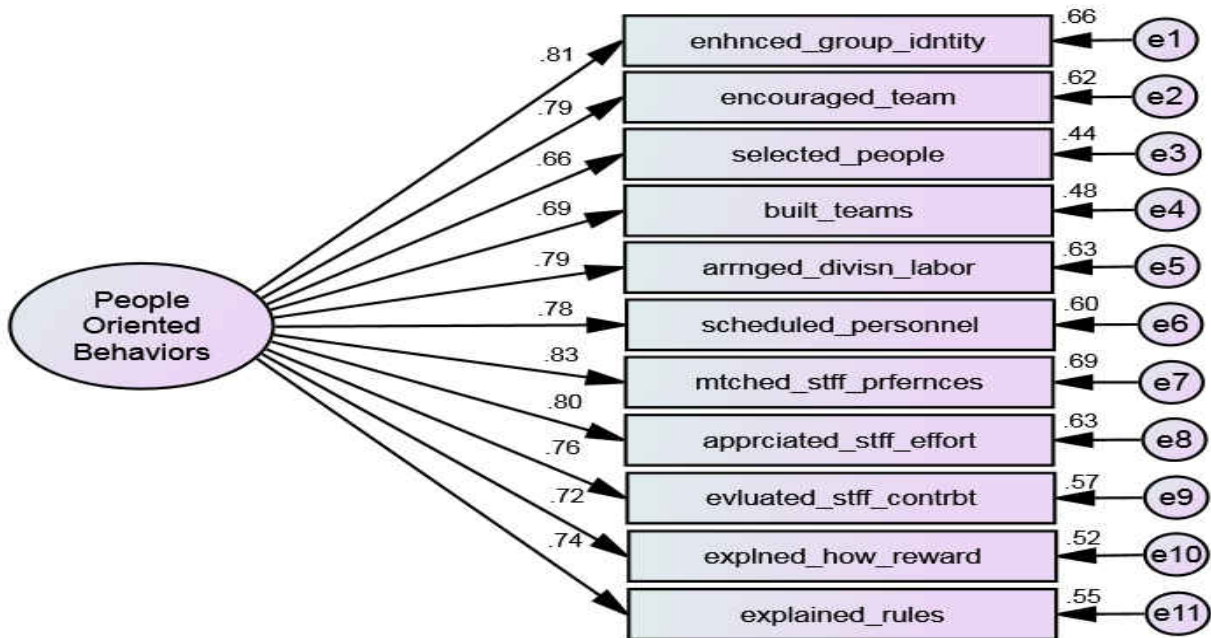 .81
enhnced_group_idntity
.66
e1
.79
encouraged_team
.62
e2
.66
selected_people
.44
e3
.69
built_teams
.48
e4
.79
arrnged_divisn_labor
.63
e5
People
Oriented
Behaviors
.78
scheduled_personnel
.60
e6
.83
mtched_stff_prfernces
.69
e7
.80
apprciated_stff_effort
.63
e8
.76
evluated_stff_contrbt
.57
e9
.72
explned_how_reward
.52
e10
.74
explained_rules
.55
e11